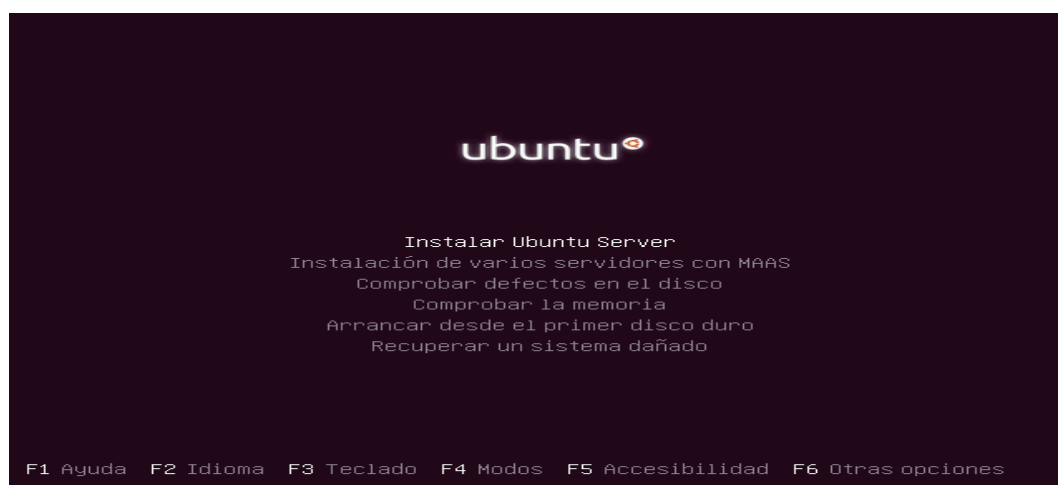 ubuntu
Instalar Ubuntu Server
Instalación de varios servidores con MAAS
Comprobar defectos en el disco
Comprobar la memoria
Arrancar desde el primer disco duro
Recuperar un sistema dañado
F1 Ayuda F2 Idioma F3 Teclado F4 Modos F5 Accesibilidad F6 Otras opciones